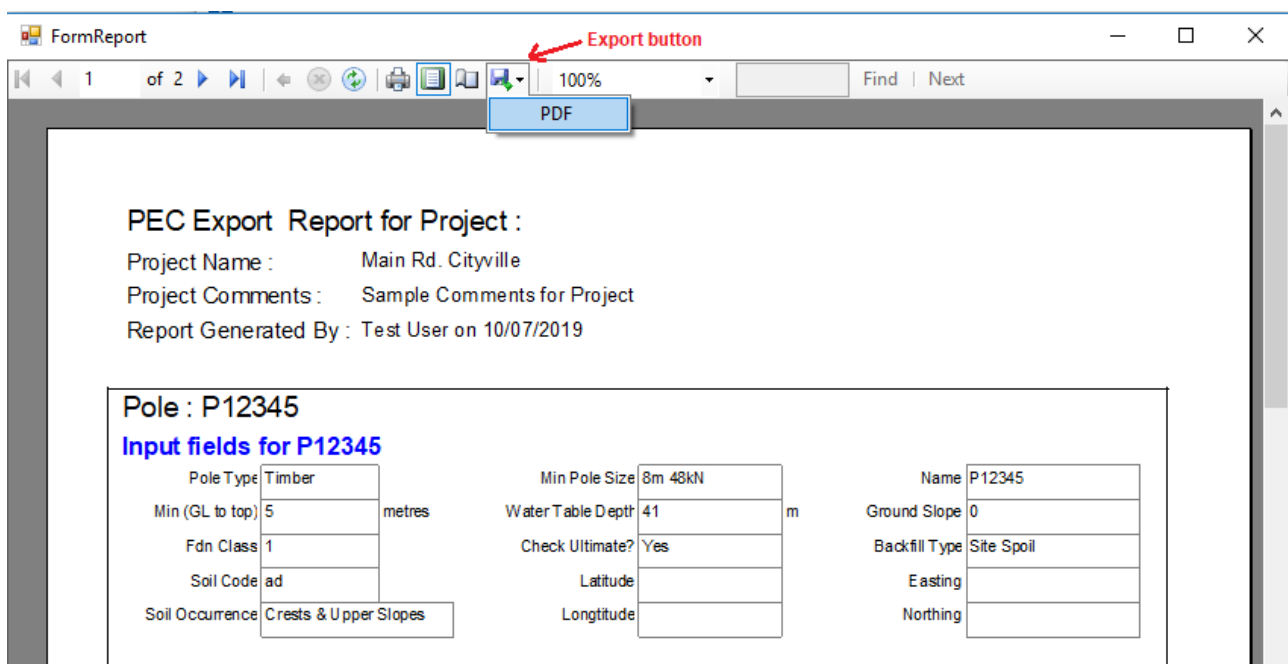 FormReport
Export button
1 of 2 100% Find Next
PDF
PEC Export Report for Project :
Project Name : Main Rd. Cityville
Project Comments : Sample Comments for Project
Report Generated By : Test User on 10/07/2019
Pole : P12345
Input fields for P12345
Pole Type Timber Min Pole Size 8m 48kN Name P12345
Min (GL to top) 5 metres Water Table Depth 41 m Ground Slope 0
Fdn Class 1 Check Ultimate? Yes Backfill Type Site Spoil
Soil Code ad Latitude Easting
Soil Occurrence Crests & Upper Slopes Longtitude Northing